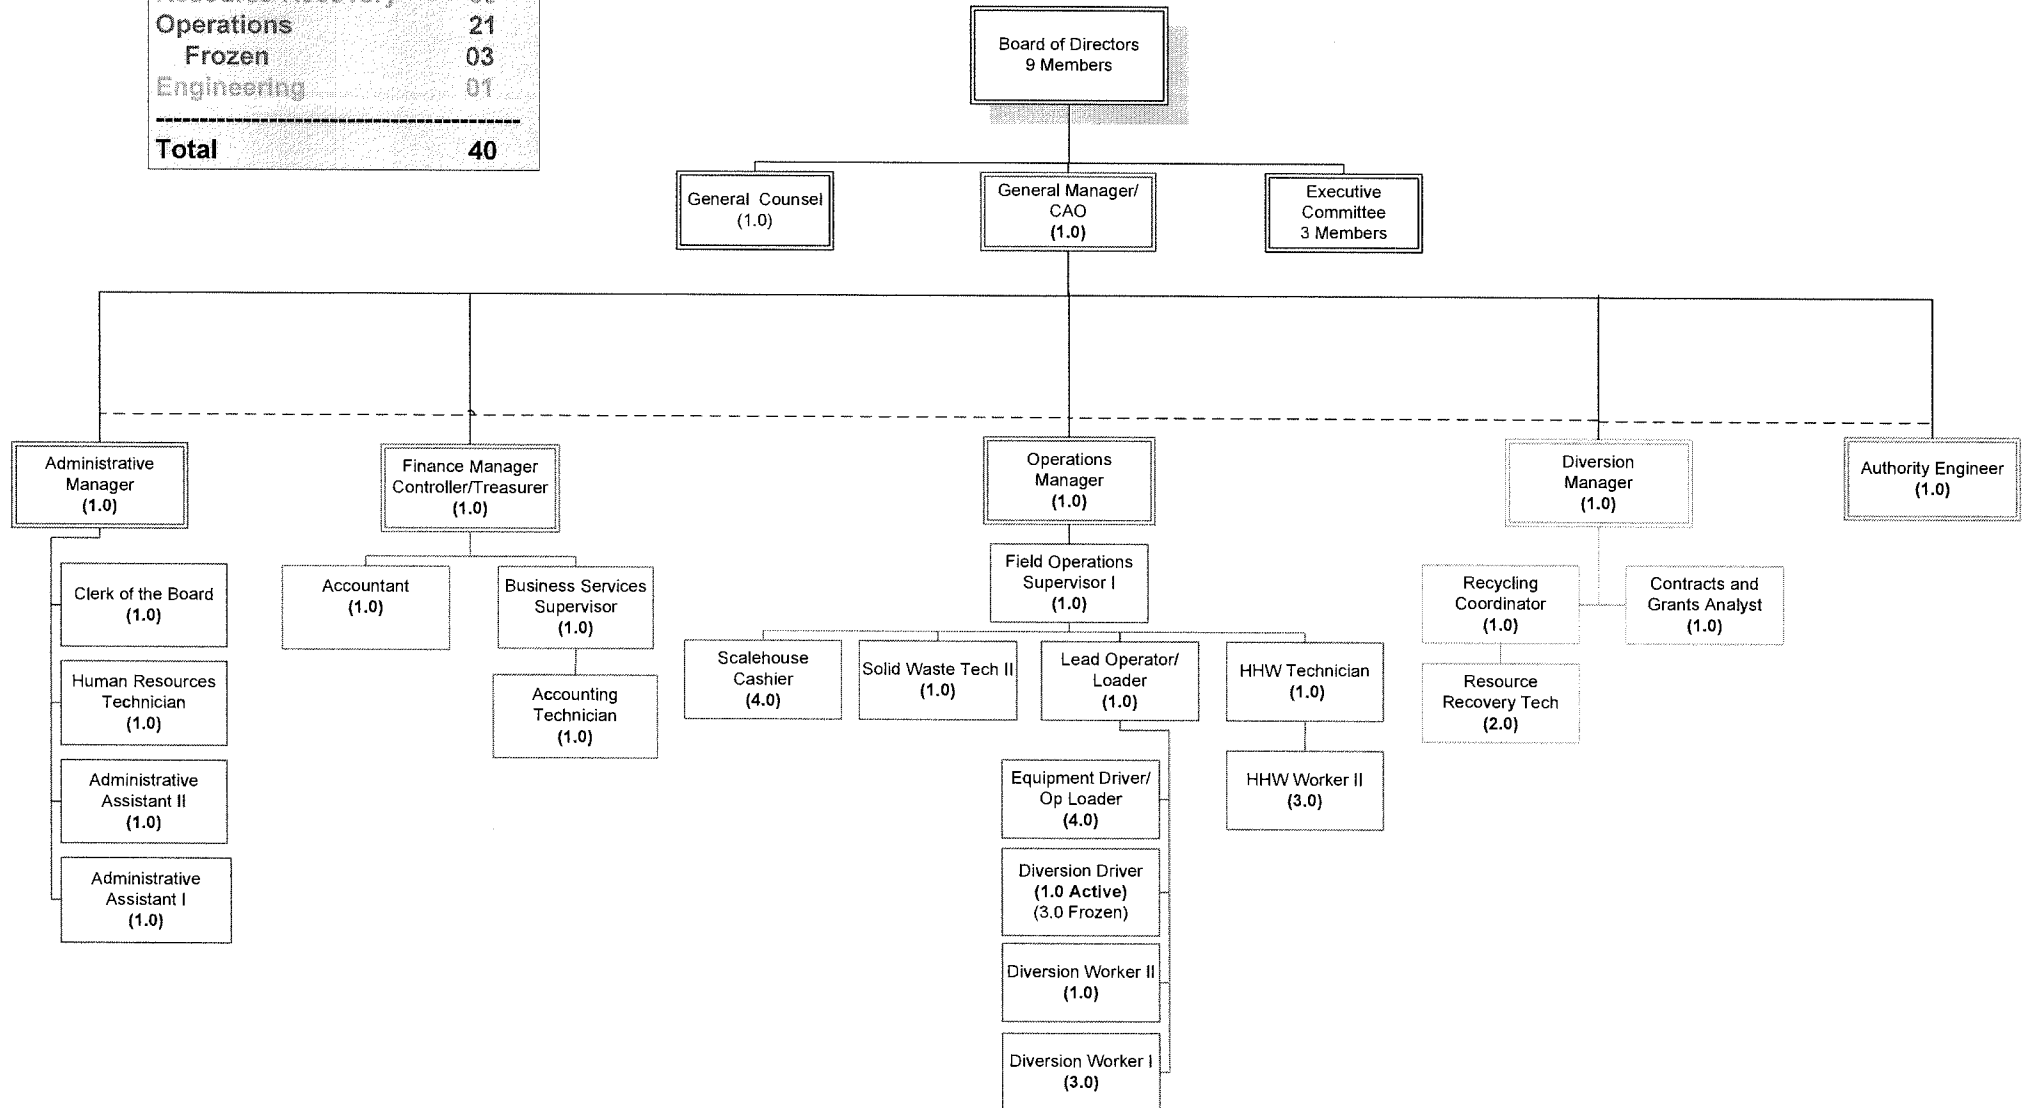 Operations 21
Frozen 03
Engineering 01
Total 40
Board of Directors
9 Members
General Counsel
(1.0)
General Manager/
CAO
(1.0)
Executive
Committee
3 Members
Administrative
Manager
(1.0)
Finance Manager
Controller/Treasurer
(1.0)
Operations
Manager
(1.0)
Diversion
Manager
(1.0)
Authority Engineer
(1.0)
Clerk of the Board
(1.0)
Human Resources
Technician
(1.0)
Administrative
Assistant II
(1.0)
Administrative
Assistant I
(1.0)
Accountant
(1.0)
Business Services
Supervisor
(1.0)
Accounting
Technician
(1.0)
Field Operations
Supervisor I
(1.0)
Scalehouse
Cashier
(4.0)
Solid Waste Tech II
(1.0)
Lead Operator/
Loader
(1.0)
HHW Technician
(1.0)
Equipment Driver/
Op Loader
(4.0)
Diversion Driver
(1.0 Active)
(3.0 Frozen)
Diversion Worker II
(1.0)
Diversion Worker I
(3.0)
HHW Worker II
(3.0)
Recycling
Coordinator
(1.0)
Contracts and
Grants Analyst
(1.0)
Resource
Recovery Tech
(2.0)